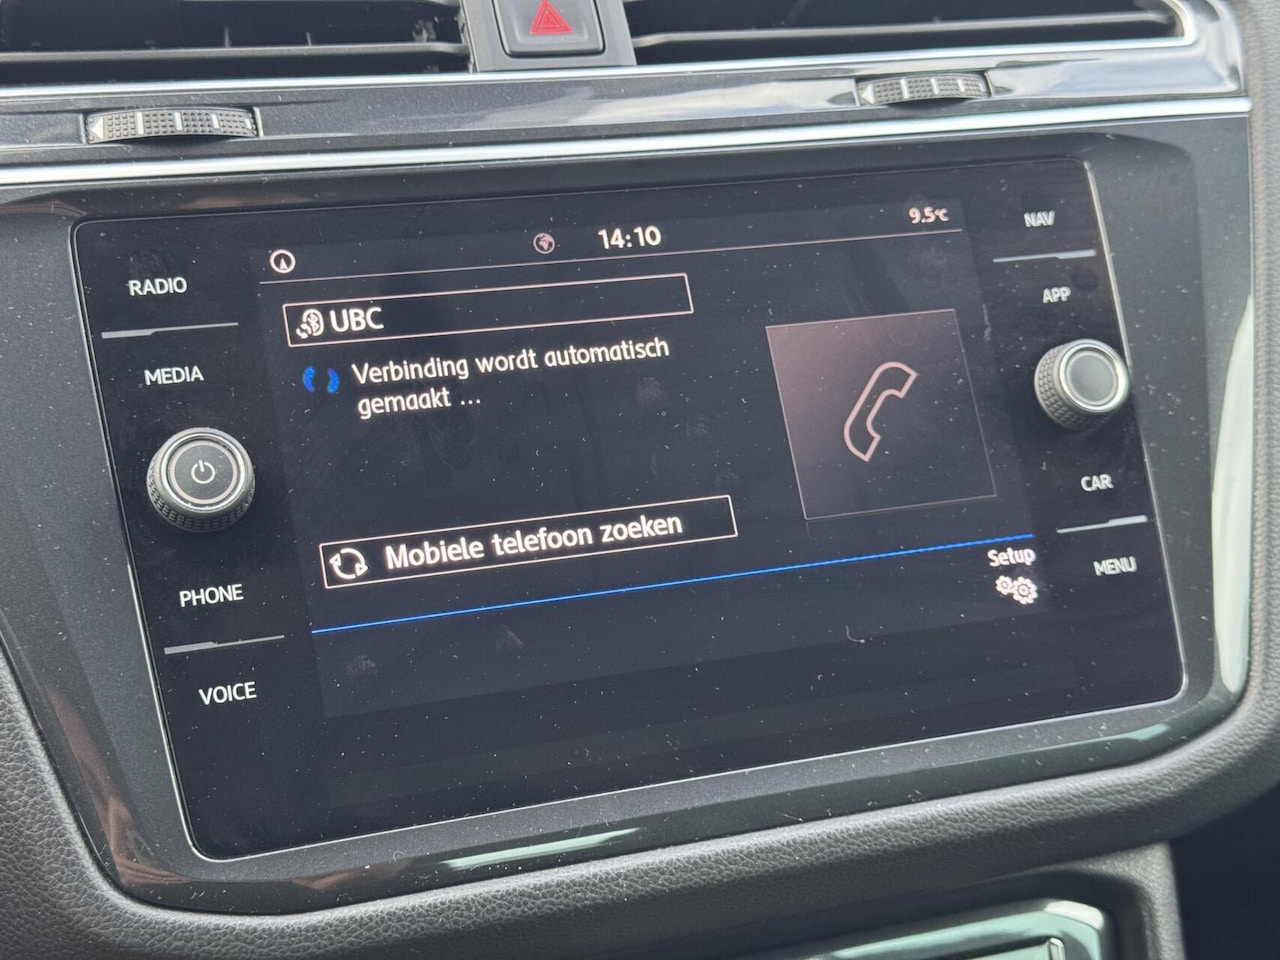 14:10
9.5°C
NAV
RADIO
UBC
APP
MEDIA
Verbinding wordt automatisch
gemaakt ...
CAR
Mobiele telefoon zoeken
Setup
MENU
PHONE
VOICE